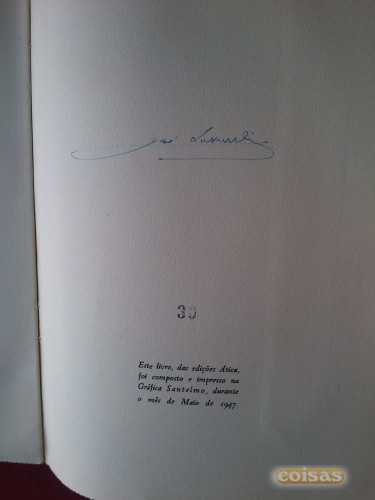 José
30
Este livro, das edições Ática,
foi composto e impresso na
Gráfica Santelmo, durante
o mês de Maio de 1947.
coisas